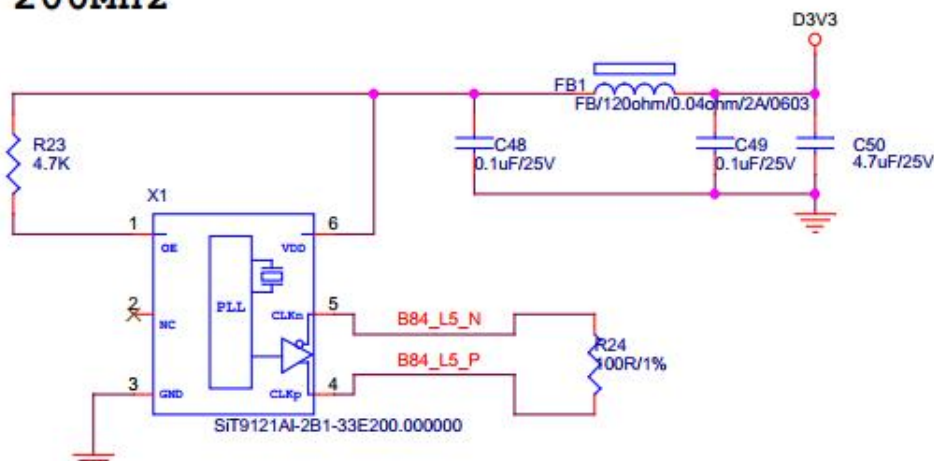 200MHz
D3V3
FB1
FB/120ohm/0.04ohm/2A/0603
R23
4.7K
C48
0.1uF/25V
C49
0.1uF/25V
C50
4.7uF/25V
X1
1
OE
VDD
6
PLL
2
NC
CLKn
5
B84_L5_N
R24
100R/1%
B84_L5_P
3
GND
CLKp
4
SiT9121AI-2B1-33E200.000000